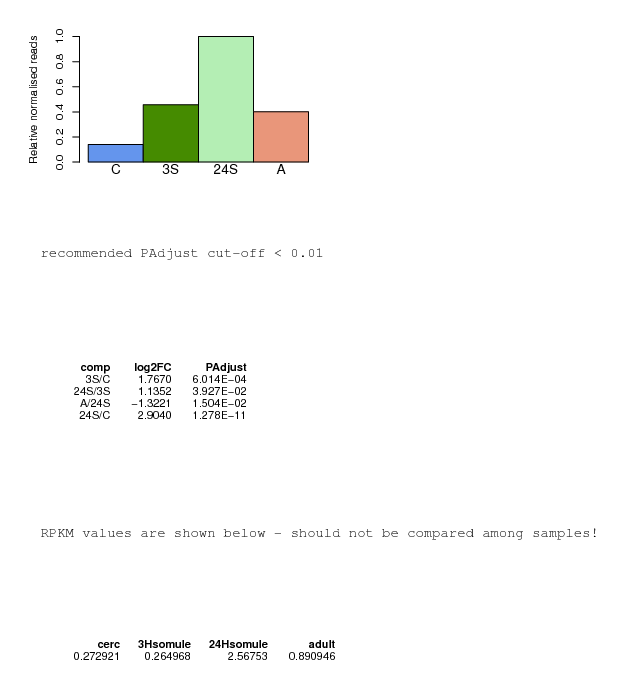 Relative normalised reads
1.0
0.8
0.6
0.4
0.2
0.0
C 3S 24S A
recommended PAdjust cut-off < 0.01
comp log2FC PAdjust
3S/C 1.7670 6.014E−04
24S/3S 1.1352 3.927E−02
A/24S −1.3221 1.504E−02
24S/C 2.9040 1.278E−11
RPKM values are shown below - should not be compared among samples!
cerc 3Hsomule 24Hsomule adult
0.272921 0.264968 2.56753 0.890946